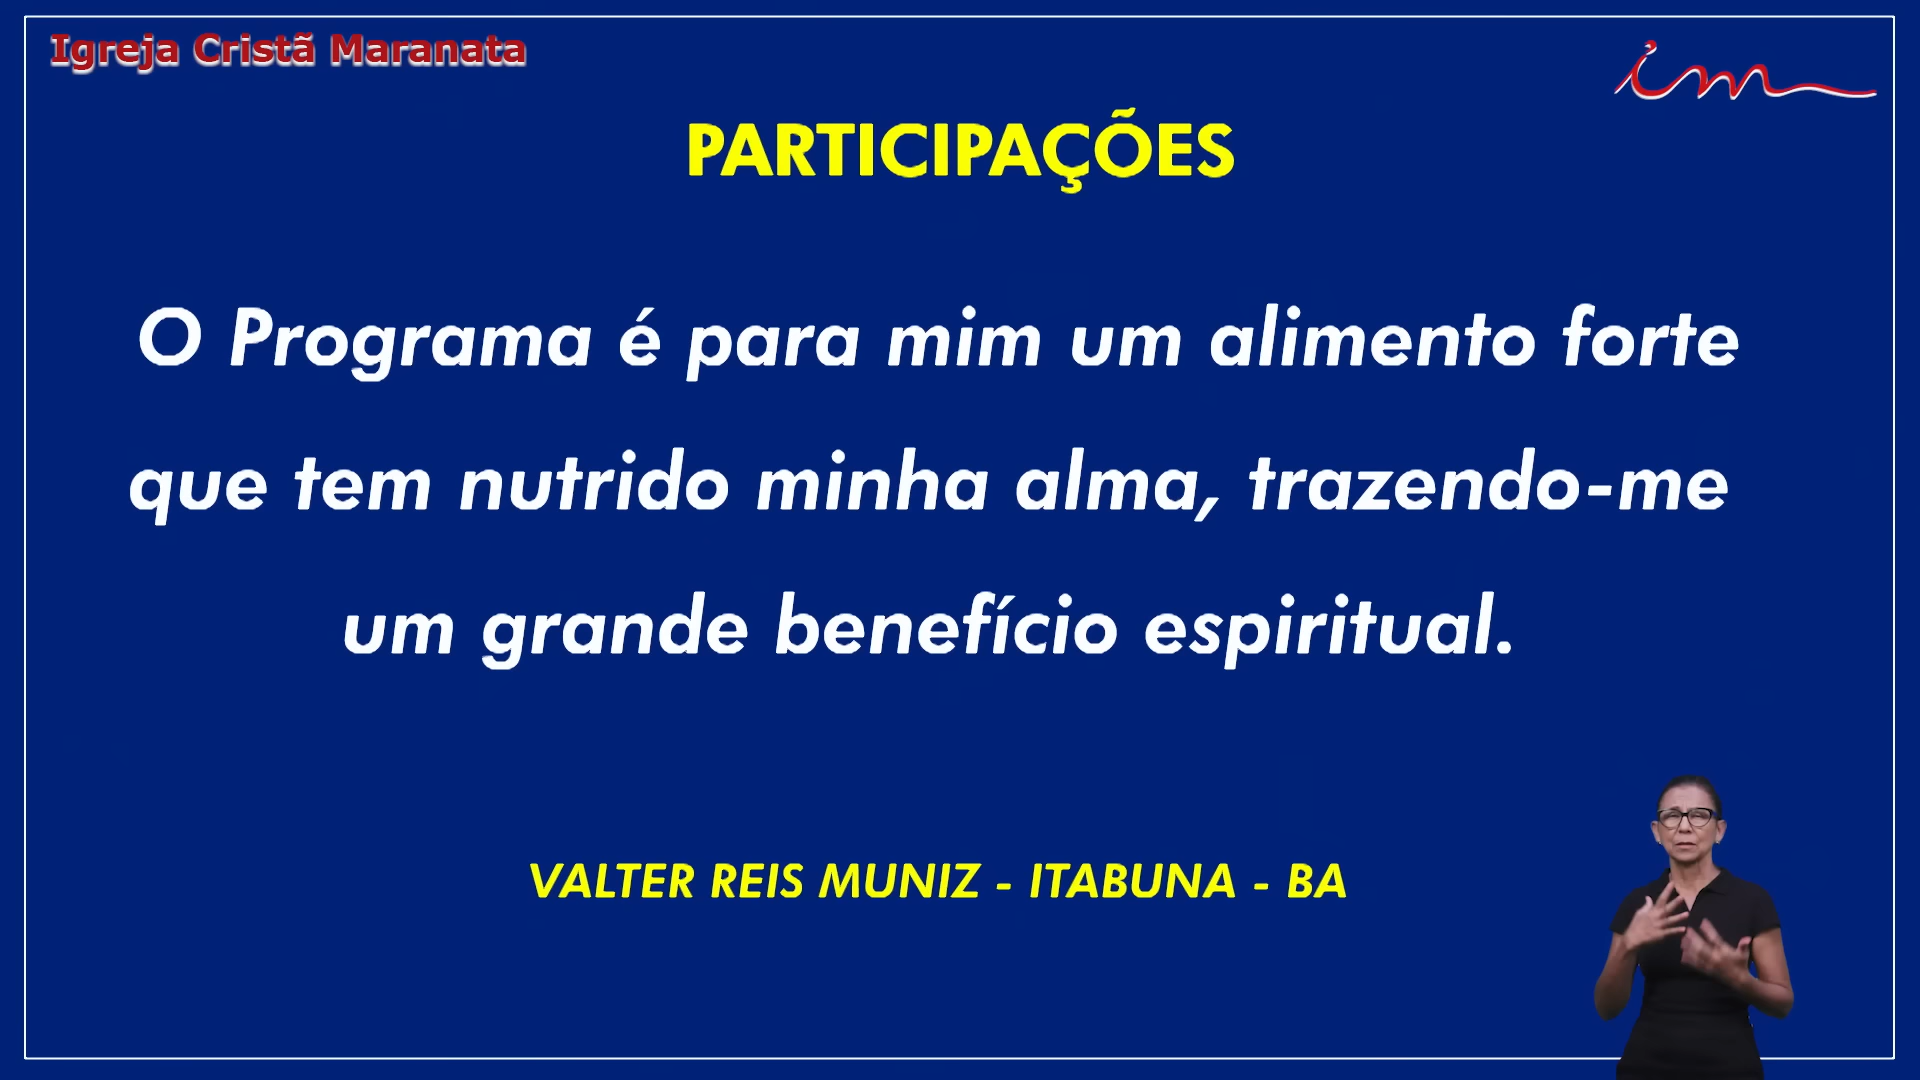 Igreja Cristã Maranata
im
PARTICIPAÇÕES
O Programa é para mim um alimento forte
que tem nutrido minha alma, trazendo-me
um grande benefício espiritual.
VALTER REIS MUNIZ - ITABUNA - BA